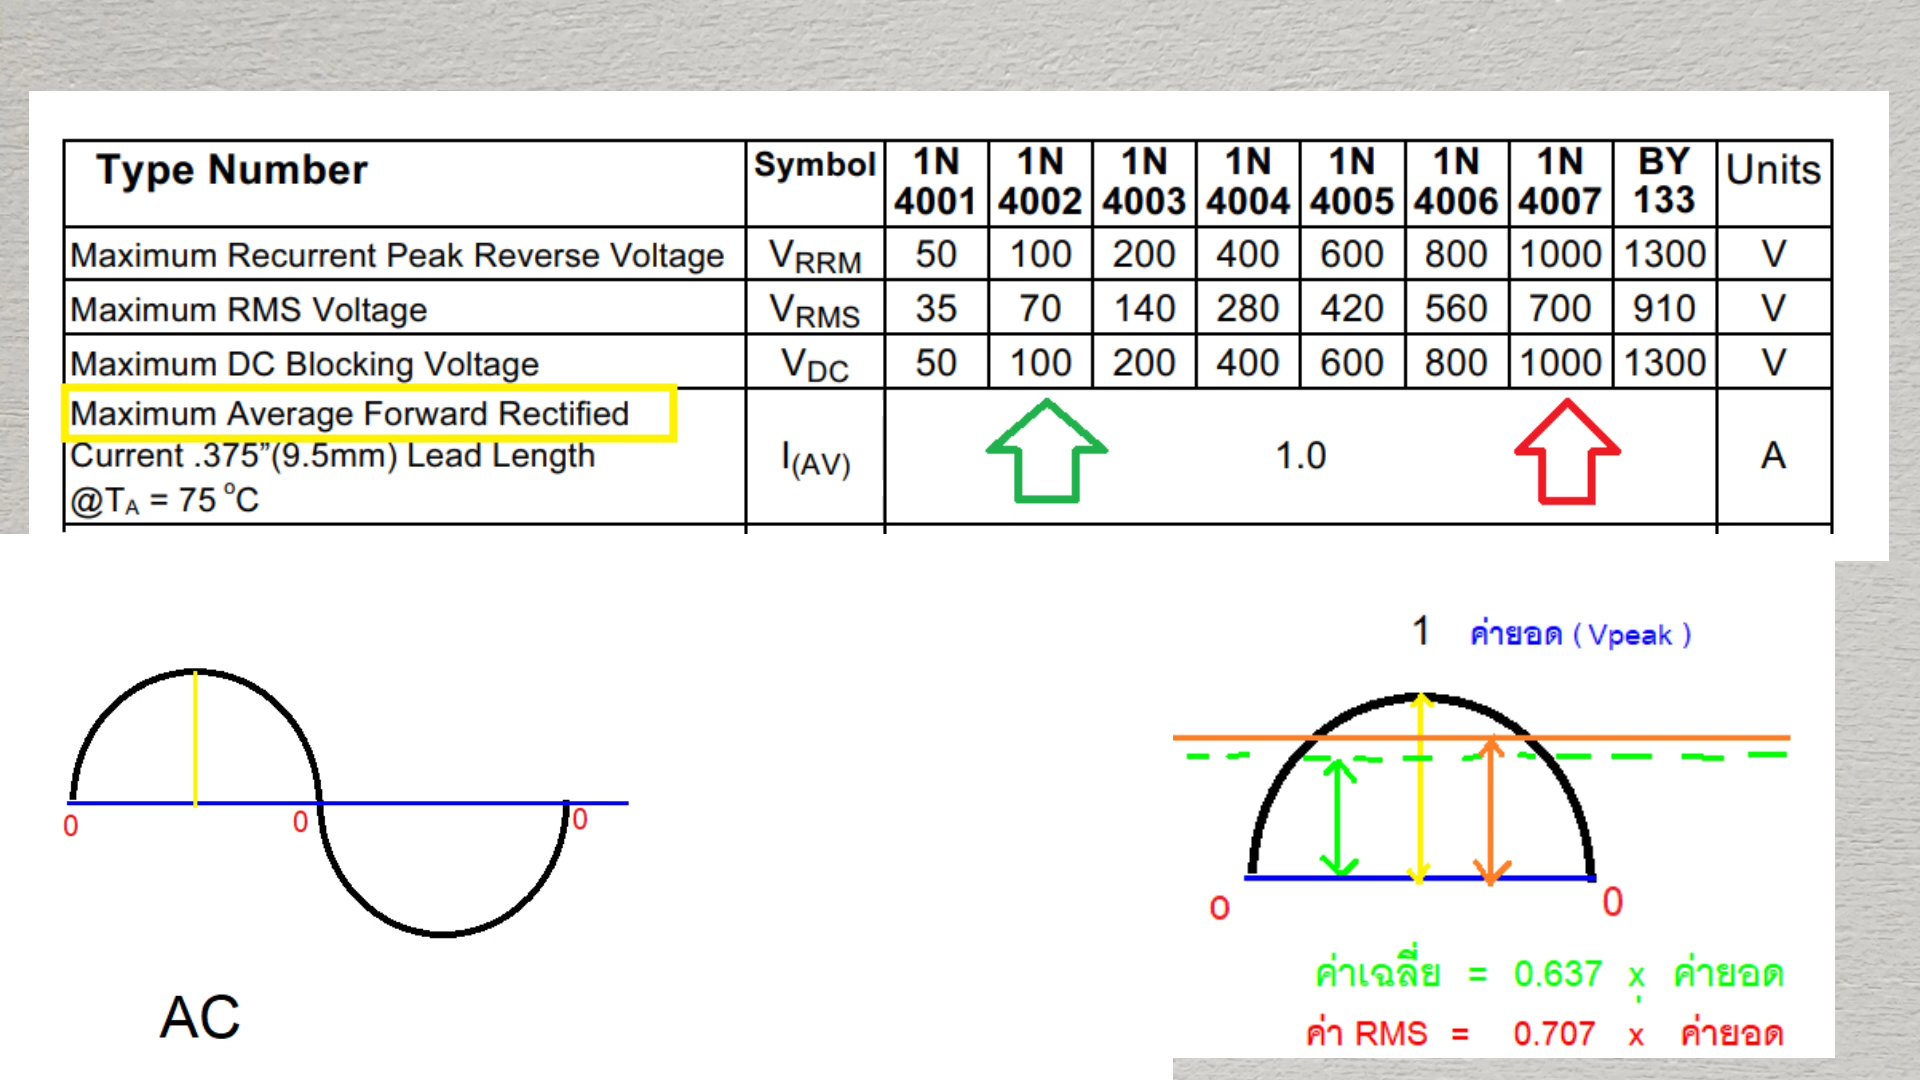 Type Number Symbol 1N 4001 1N 4002 1N 4003 1N 4004 1N 4005 1N 4006 1N 4007 BY 133 Units
Maximum Recurrent Peak Reverse Voltage VRRM 50 100 200 400 600 800 1000 1300 V
Maximum RMS Voltage VRMS 35 70 140 280 420 560 700 910 V
Maximum DC Blocking Voltage VDC 50 100 200 400 600 800 1000 1300 V
Maximum Average Forward Rectified
Current .375”(9.5mm) Lead Length I(AV) 1.0 A
@TA = 75 °C
1 ค่ายอด ( Vpeak )
0 0 0
0 0
AC
ค่าเฉลี่ย = 0.637 x ค่ายอด
ค่า RMS = 0.707 x ค่ายอด